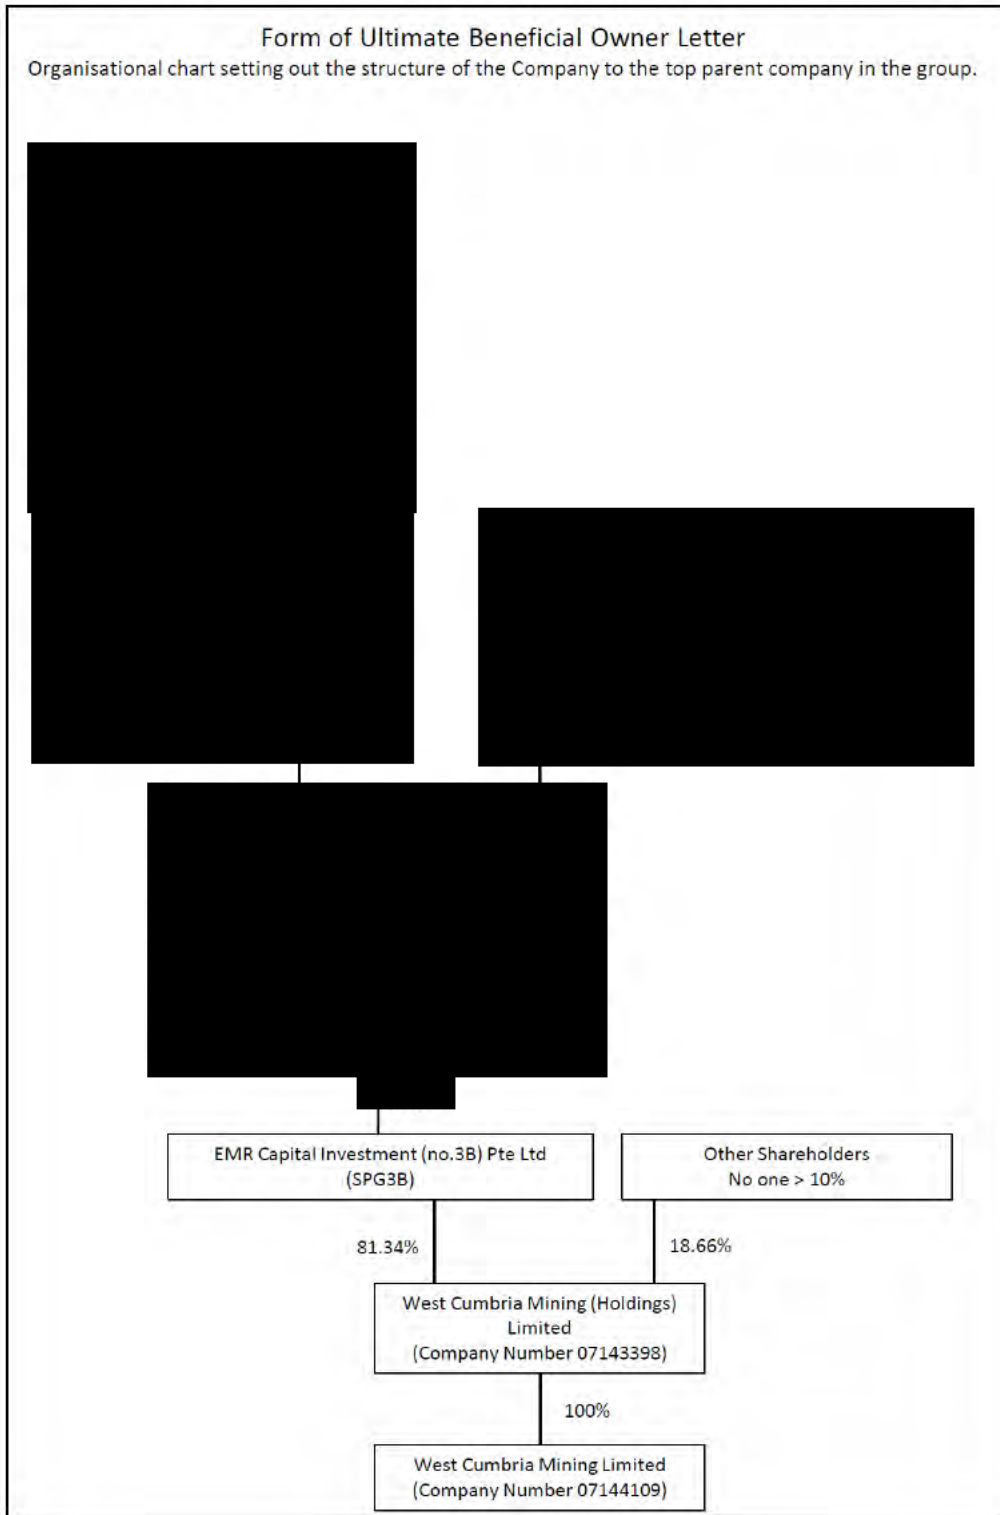 Form of Ultimate Beneficial Owner Letter
Organisational chart setting out the structure of the Company to the top parent company in the group.
EMR Capital Investment (no.3B) Pte Ltd
(SPG3B)
Other Shareholders
No one > 10%
81.34%
18.66%
West Cumbria Mining (Holdings)
Limited
(Company Number 07143398)
100%
West Cumbria Mining Limited
(Company Number 07144109)